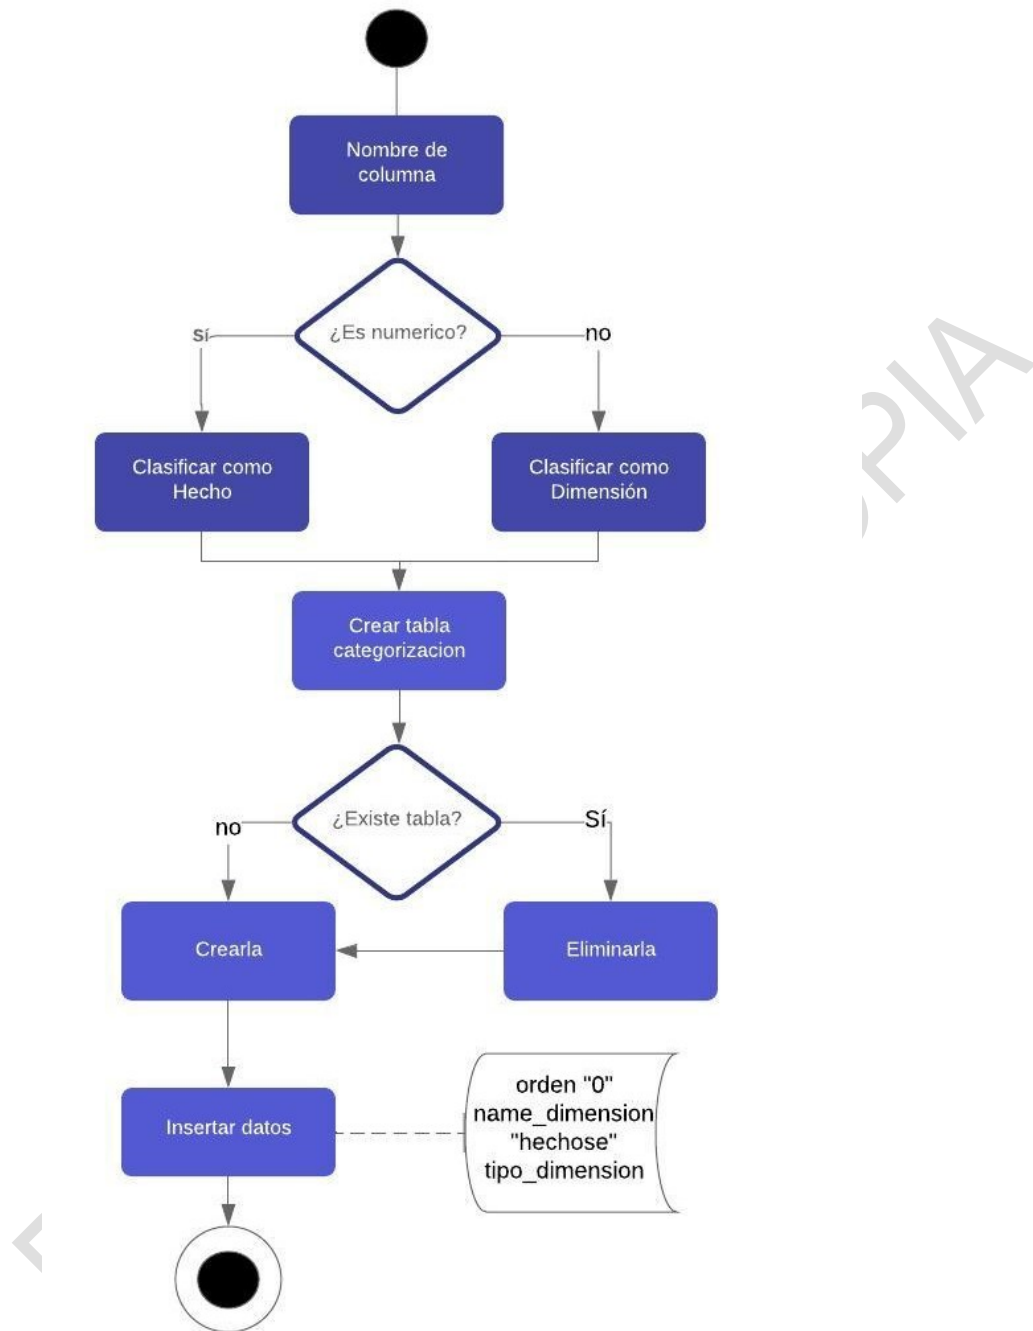 Nombre de
columna
¿Es numerico?
sí
no
Clasificar como
Hecho
Clasificar como
Dimensión
Crear tabla
categorizacion
¿Existe tabla?
no
Sí
Crearla
Eliminarla
Insertar datos
orden "0"
name_dimension
"hechose"
tipo_dimension
PIA